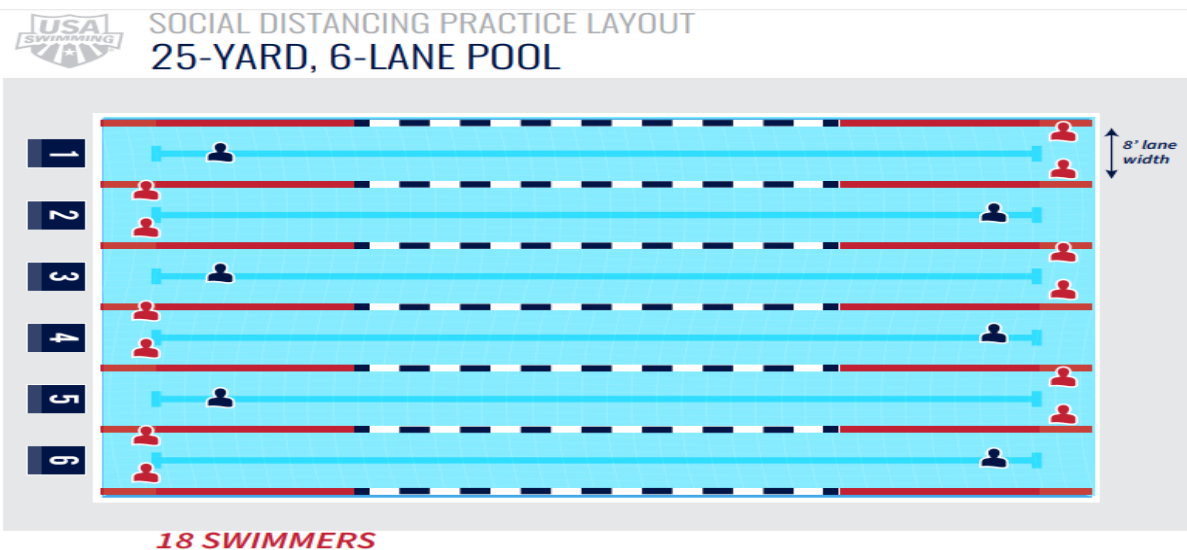 USA
SWIMMING
SOCIAL DISTANCING PRACTICE LAYOUT
25-YARD, 6-LANE POOL
1
8' lane
width
2
3
4
5
6
18 SWIMMERS